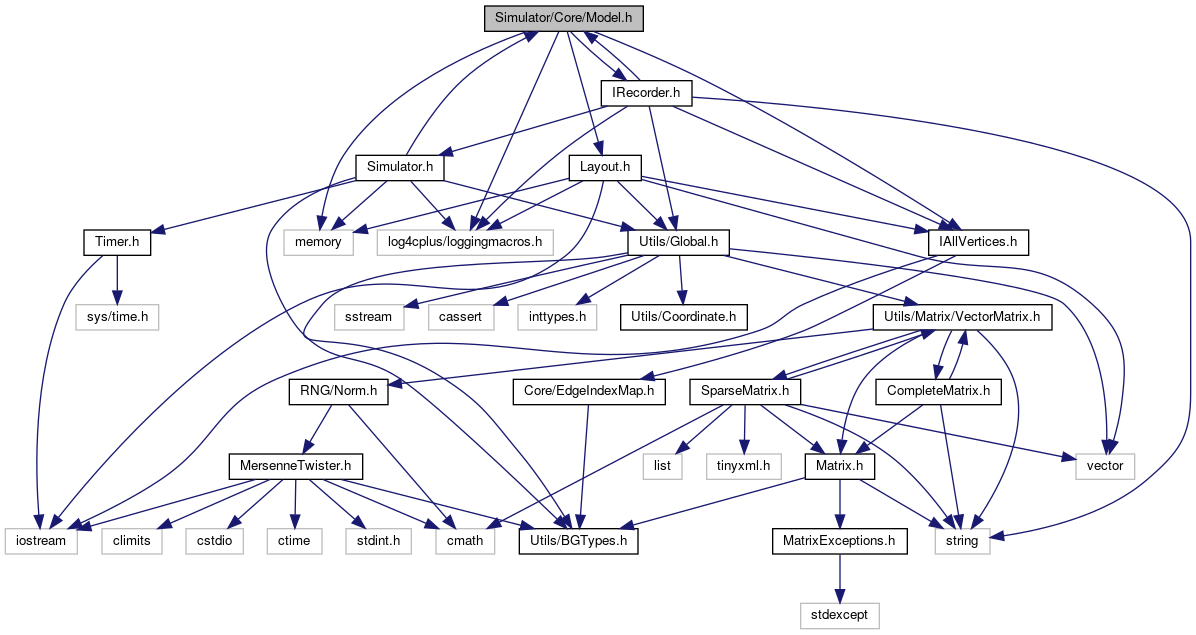 Simulator/Core/Model.h
IRecorder.h
Simulator.h
Layout.h
Timer.h
memory
log4cplus/loggingmacros.h
Utils/Global.h
IAllVertices.h
sys/time.h
sstream
cassert
inttypes.h
Utils/Coordinate.h
Utils/Matrix/VectorMatrix.h
RNG/Norm.h
Core/EdgeIndexMap.h
SparseMatrix.h
CompleteMatrix.h
MersenneTwister.h
list
tinyxml.h
Matrix.h
vector
iostream
climits
cstdio
ctime
stdint.h
cmath
Utils/BGTypes.h
MatrixExceptions.h
string
stdexcept